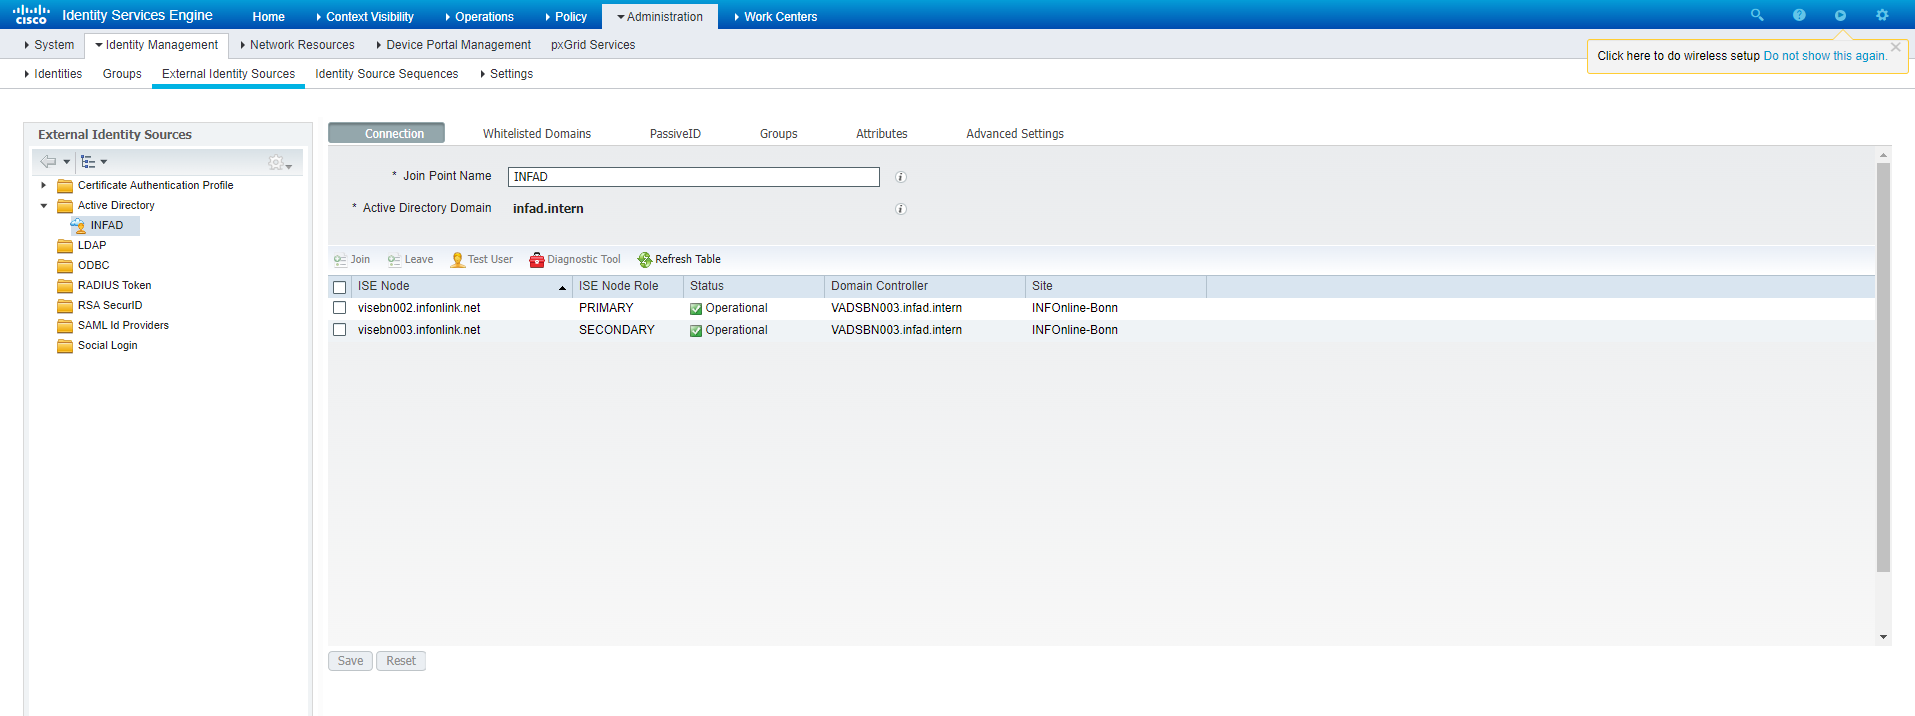 cisco Identity Services Engine Home Context Visibility Operations Policy Administration Work Centers
System Identity Management Network Resources Device Portal Management pxGrid Services
Click here to do wireless setup Do not show this again.
Identities Groups External Identity Sources Identity Source Sequences Settings
External Identity Sources
Certificate Authentication Profile
Active Directory
INFAD
LDAP
ODBC
RADIUS Token
RSA SecurID
SAML Id Providers
Social Login
Connection Whitelisted Domains PassiveID Groups Attributes Advanced Settings
* Join Point Name INFAD
* Active Directory Domain infad.intern
Join Leave Test User Diagnostic Tool Refresh Table
ISE Node ISE Node Role Status Domain Controller Site
visebn002.infonlink.net PRIMARY Operational VADSBN003.infad.intern INFOnline-Bonn
visebn003.infonlink.net SECONDARY Operational VADSBN003.infad.intern INFOnline-Bonn
Save Reset